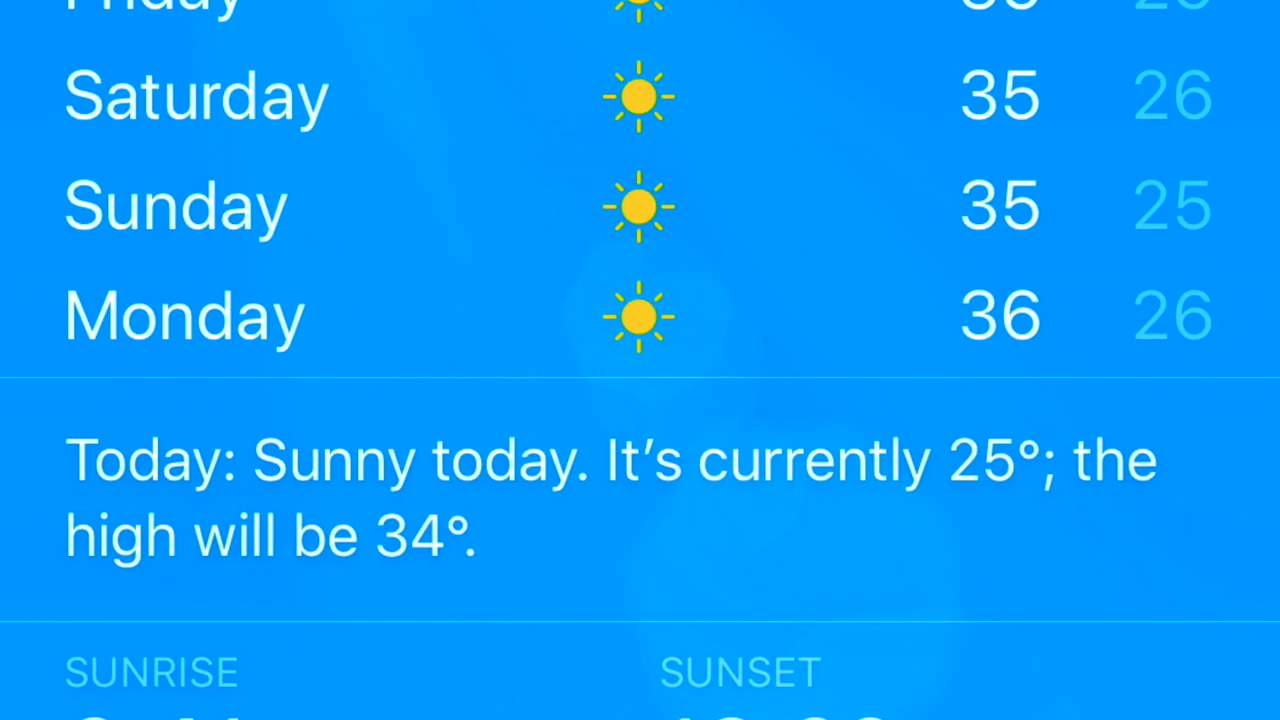 Friday
Saturday 35 26
Sunday 35 25
Monday 36 26
Today: Sunny today. It’s currently 25°; the
high will be 34°.
SUNRISE SUNSET